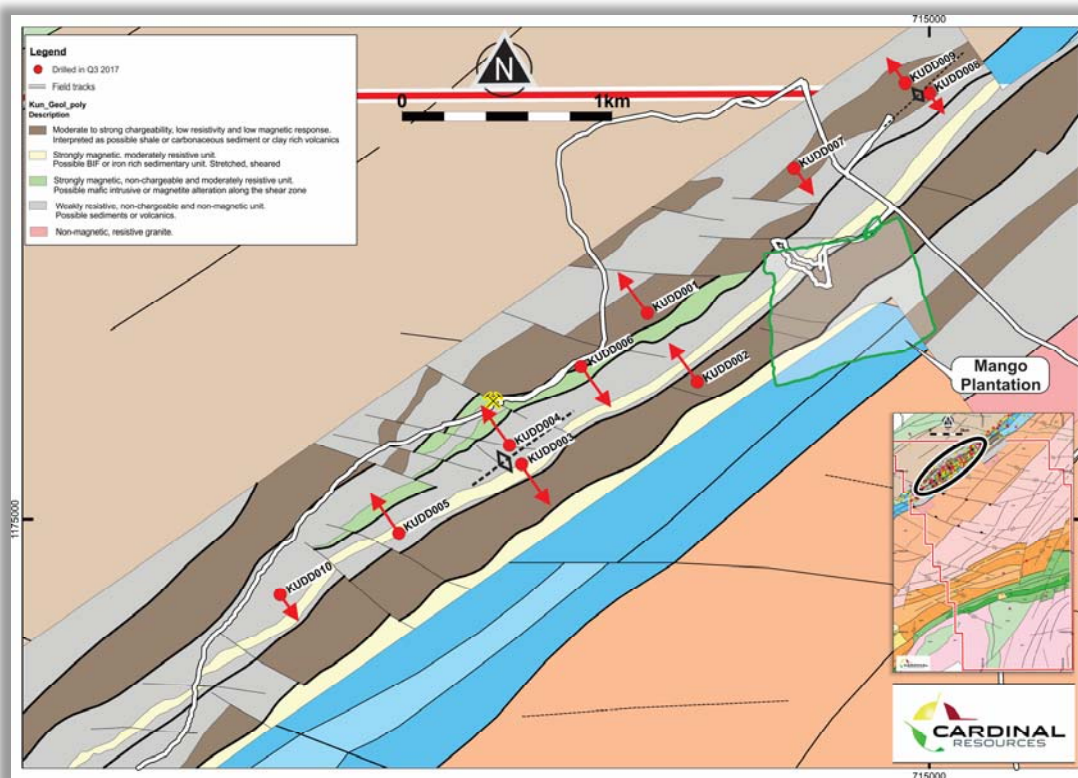 715000
Legend
Drilled in Q3 2017
Field tracks
Kun_Geol_poly
Description
Moderate to strong chargeability, low resistivity and low magnetic response.
Interpreted as possible shale or carbonaceous sediment or clay rich volcanics
Strongly magnetic, moderately resistive unit.
Possible BIF or iron rich sedimentary unit. Stretched, sheared
Strongly magnetic, non-chargeable and moderately resistive unit.
Possible mafic intrusive or magnetite alteration along the shear zone
Weakly resistive, non-chargeable and non-magnetic unit.
Possible sediments or volcanics.
Non-magnetic, resistive granite.
N
0 1km
KUDD009
KUDD008
KUDD007
KUDD001
KUDD006
KUDD002
Mango
Plantation
KUDD004
KUDD003
1175000
KUDD005
KUDD010
CARDINAL
RESOURCES
715000